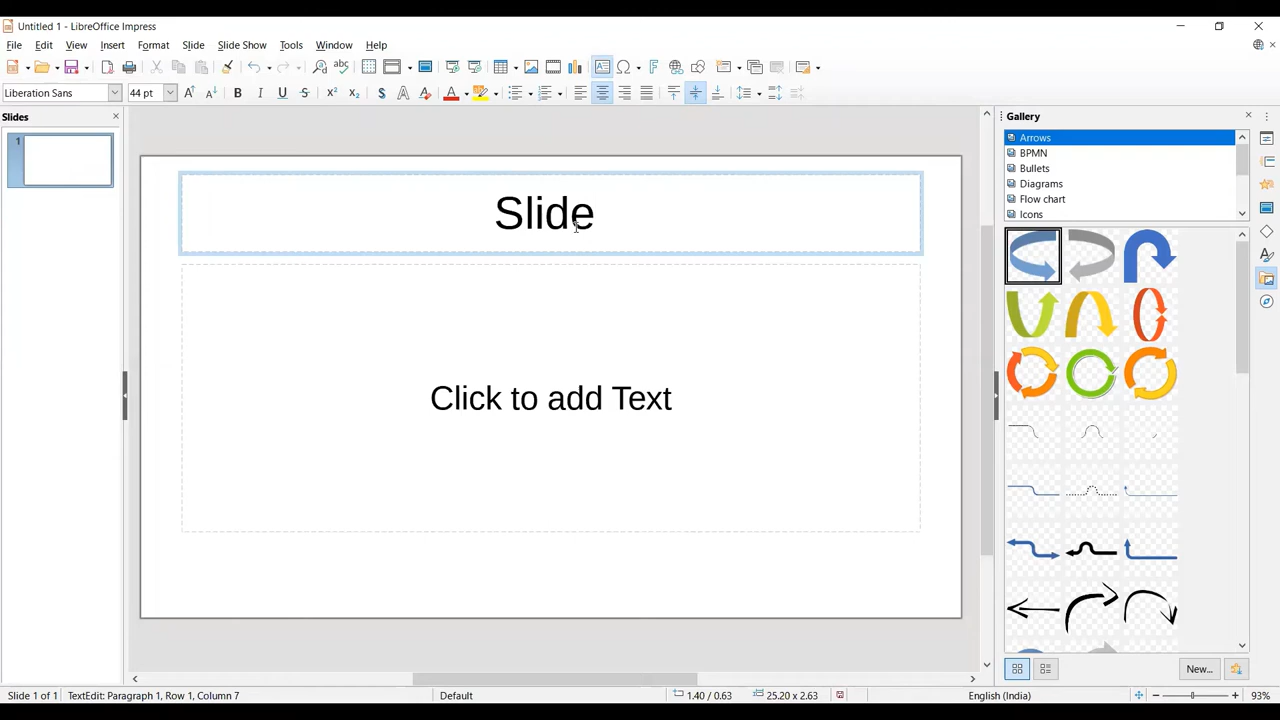 Untitled 1 - LibreOffice Impress
File Edit View Insert Format Slide Slide Show Tools Window Help
Liberation Sans 44 pt
Slides
1
Slide
Click to add Text
Gallery
Arrows
BPMN
Bullets
Diagrams
Flow chart
Icons
New...
Slide 1 of 1 TextEdit: Paragraph 1, Row 1, Column 7 Default 1.40 / 0.63 25.20 x 2.63 English (India) 93%